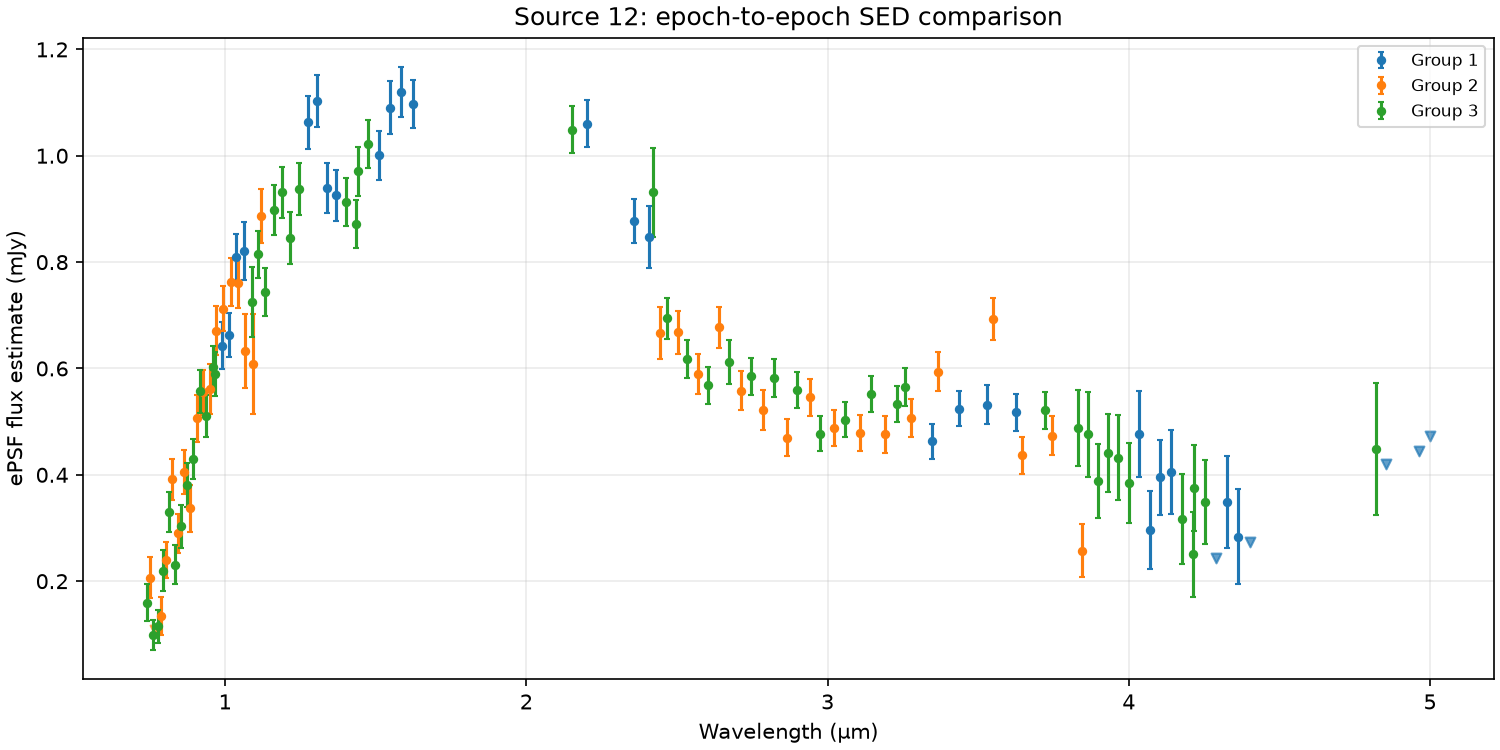 Source 12: epoch-to-epoch SED comparison
1.2
1.0
0.8
0.6
0.4
0.2
ePSF flux estimate (mJy)
Group 1
Group 2
Group 3
1
2
3
4
5
Wavelength (μm)